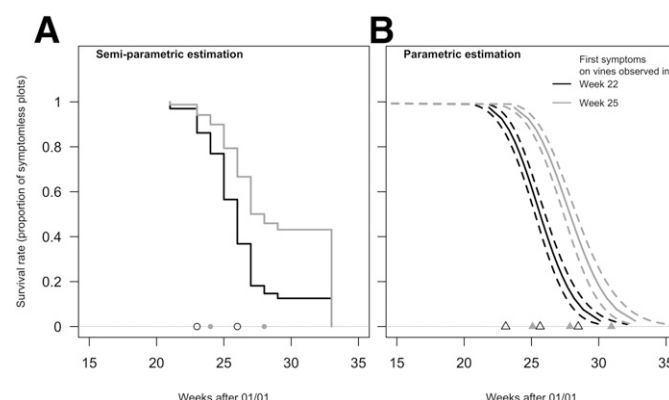 A
B
Semi-parametric estimation
Parametric estimation
First symptoms
on vines observed in
Week 22
Week 25
Survival rate (proportion of symptomless plots)
1
0.8
0.6
0.4
0.2
0
15 20 25 30 35
15 20 25 30 35
Weeks after 01/01
Weeks after 01/01